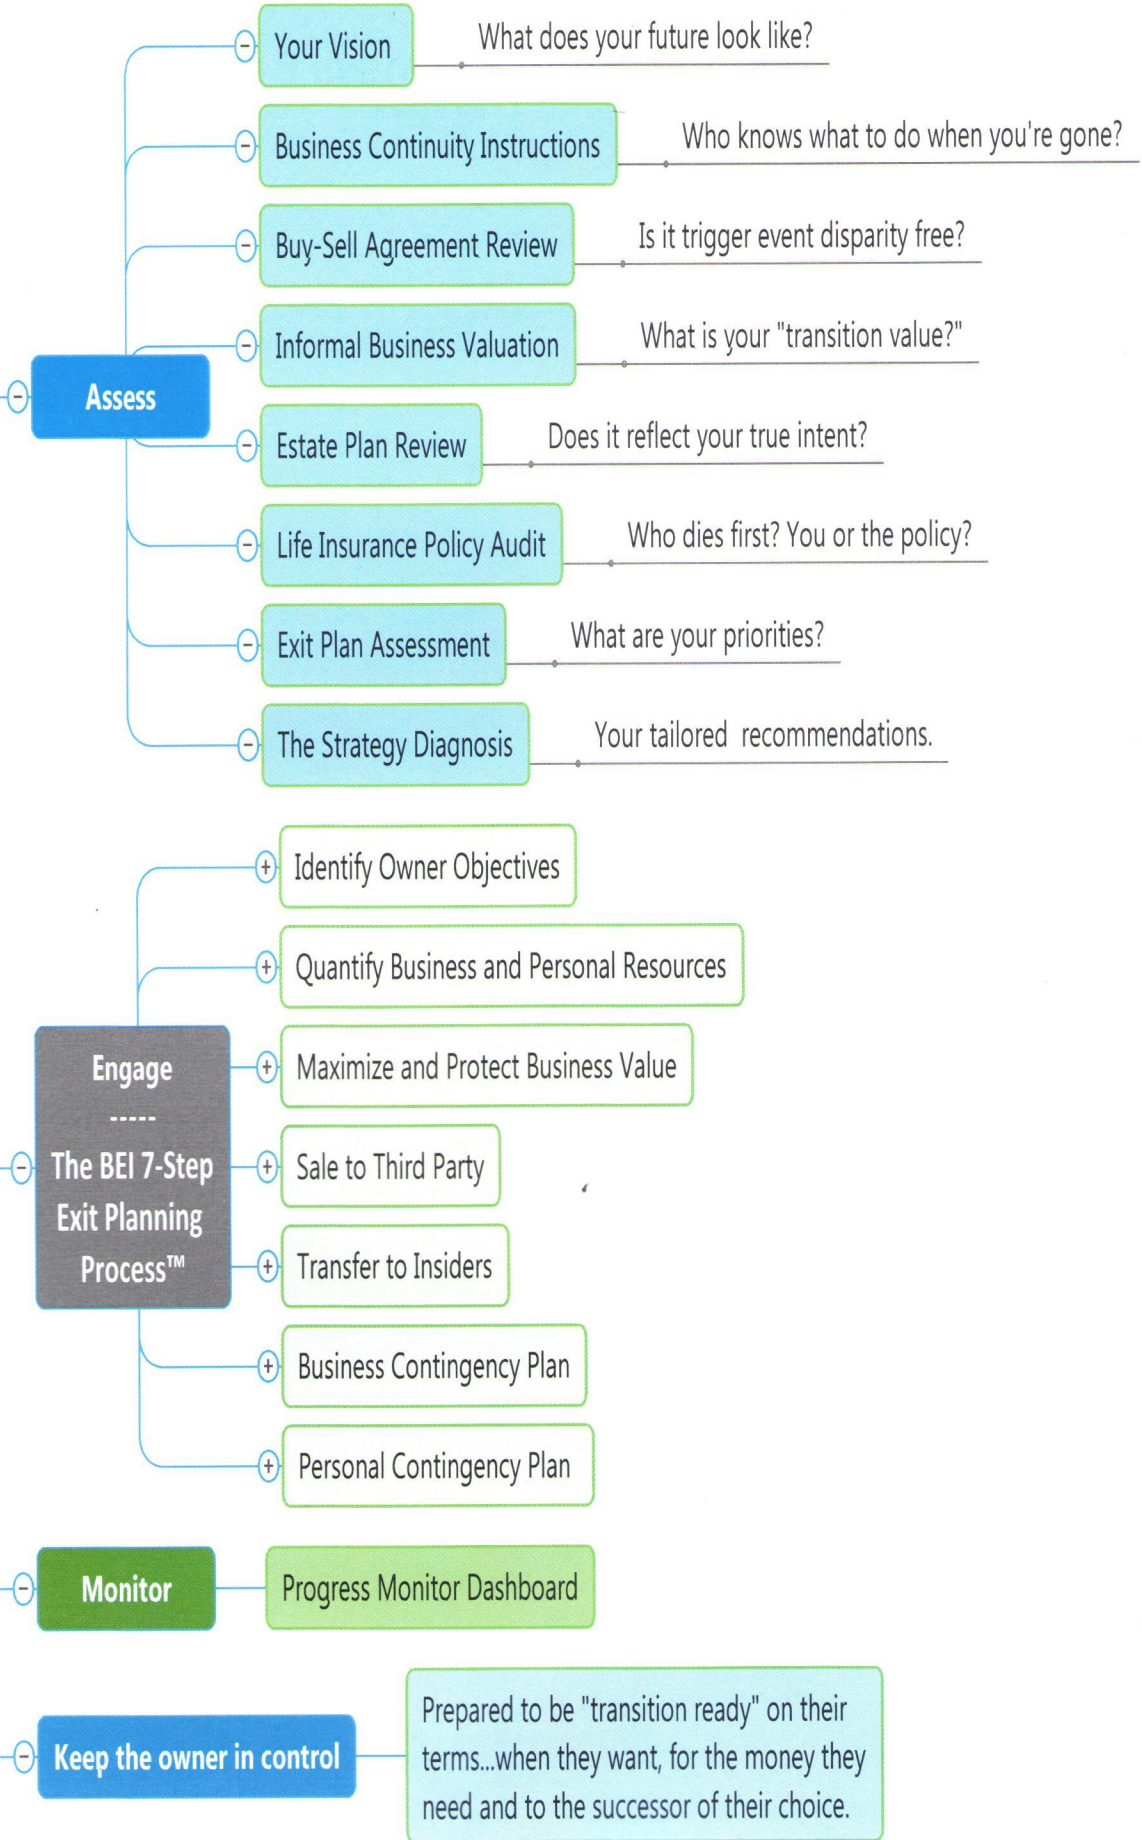 Your Vision
What does your future look like?
Business Continuity Instructions
Who knows what to do when you're gone?
Buy-Sell Agreement Review
Is it trigger event disparity free?
Informal Business Valuation
What is your "transition value?"
Assess
Estate Plan Review
Does it reflect your true intent?
Life Insurance Policy Audit
Who dies first? You or the policy?
Exit Plan Assessment
What are your priorities?
The Strategy Diagnosis
Your tailored recommendations.
Identify Owner Objectives
Quantify Business and Personal Resources
Engage
-----
The BEI 7-Step
Exit Planning
Process™
Maximize and Protect Business Value
Sale to Third Party
Transfer to Insiders
Business Contingency Plan
Personal Contingency Plan
Monitor
Progress Monitor Dashboard
Keep the owner in control
Prepared to be "transition ready" on their
terms...when they want, for the money they
need and to the successor of their choice.